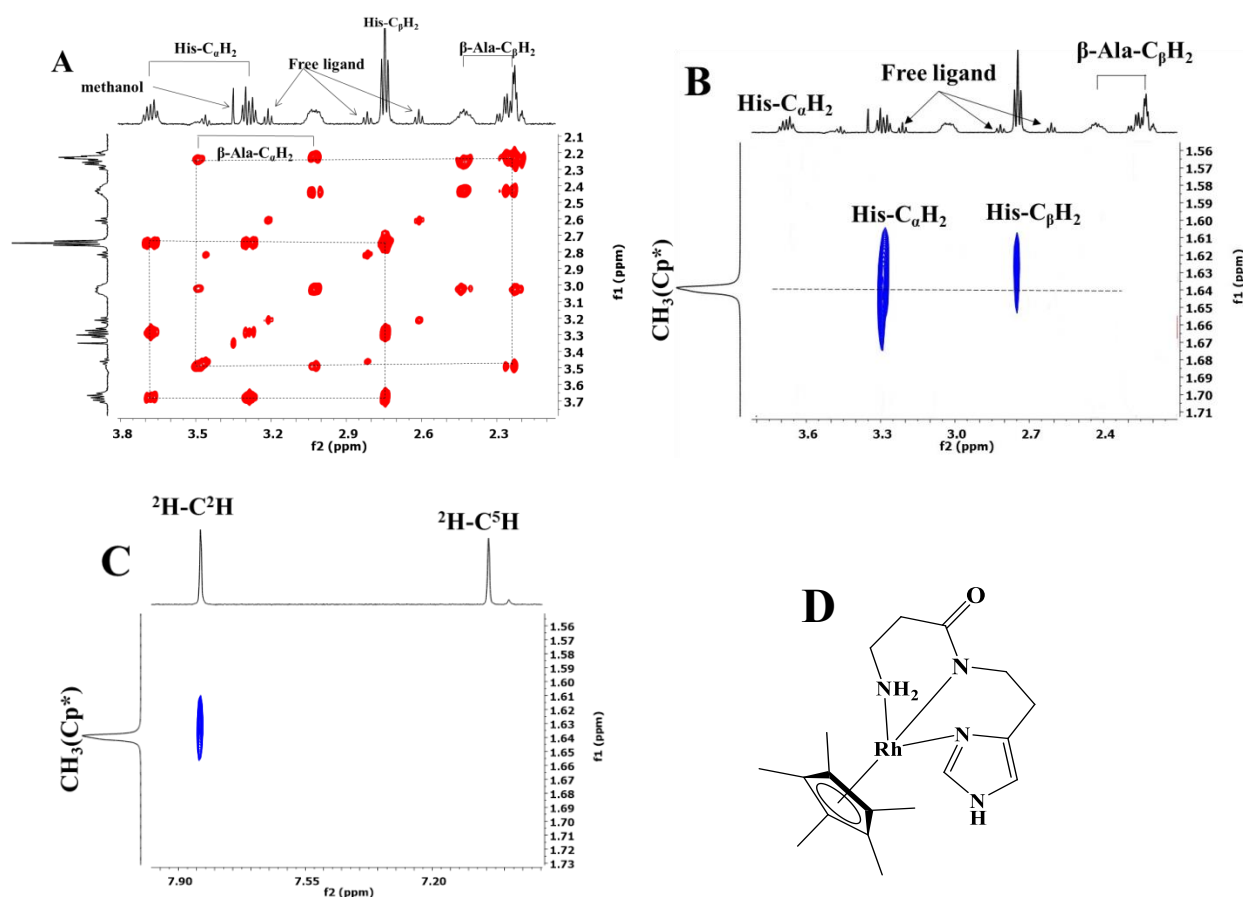 A
His-CαH2
methanol
Free ligand
His-CβH2
β-Ala-CβH2
β-Ala-CαH2
2.1
2.2
2.3
2.4
2.5
2.6
2.7
2.8
2.9
3.0
3.1
3.2
3.3
3.4
3.5
3.6
3.7
f1 (ppm)
3.8 3.5 3.2 2.9 2.6 2.3
f2 (ppm)
B
His-CαH2
Free ligand
β-Ala-CβH2
His-CαH2
His-CβH2
CH3(Cp*)
1.56
1.57
1.58
1.59
1.60
1.61
1.63
1.64
1.66
1.67
1.68
1.69
1.70
1.71
f1 (ppm)
3.6 3.3 3.0 2.7 2.4
f2 (ppm)
C
²H-C²H
²H-C⁵H
CH3(Cp*)
1.56
1.57
1.58
1.59
1.60
1.61
1.63
1.64
1.65
1.66
1.67
1.69
1.70
1.71
1.72
1.73
f1 (ppm)
7.90 7.55 7.20
f2 (ppm)
D
O
N
NH2
N
Rh
N
H